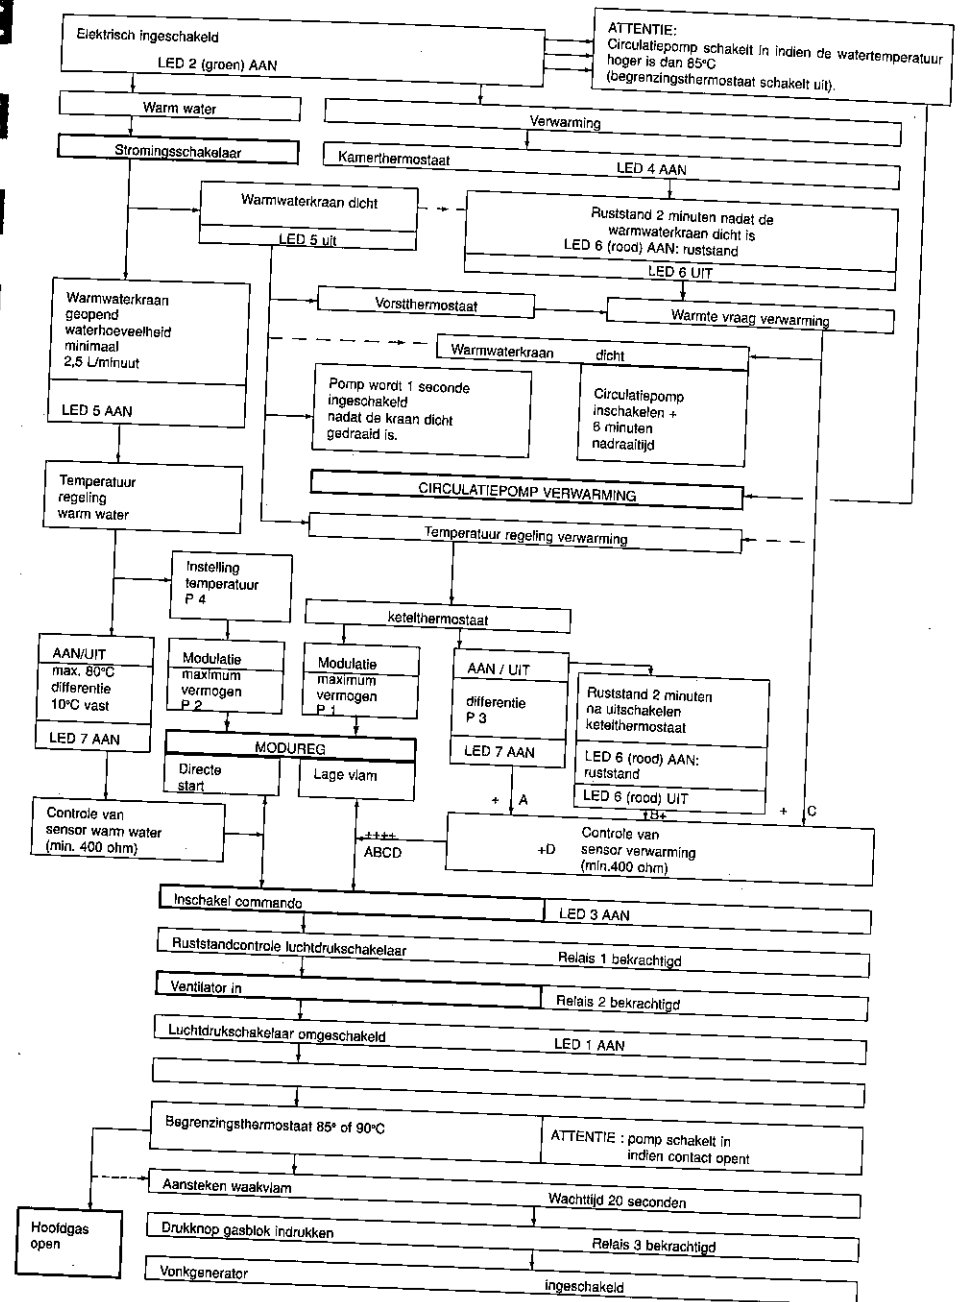 Elektrisch ingeschakeld
LED 2 (groen) AAN
ATTENTIE:
Circulatiepomp schakelt in indien de watertemperatuur
hoger is dan 85°C
(begrenzingsthermostaat schakelt uit).
Warm water
Verwarming
Stromingsschakelaar
Kamerthermostaat
LED 4 AAN
Warmwaterkraan dicht
LED 5 uit
Ruststand 2 minuten nadat de
warmwaterkraan dicht is
LED 6 (rood) AAN: ruststand
LED 6 UIT
Warmwaterkraan
geopend
waterhoeveelheid
minimaal
2,5 L/minuut
LED 5 AAN
Vorstthermostaat
Warmte vraag verwarming
Warmwaterkraan dicht
Pomp wordt 1 seconde
ingeschakeld
nadat de kraan dicht
gedraaid is.
Circulatiepomp
inschakelen +
6 minuten
nadraaitijd
Temperatuur
regeling
warm water
CIRCULATIEPOMP VERWARMING
Temperatuur regeling verwarming
Instelling
temperatuur
P 4
ketelthermostaat
AAN/UIT
max. 80°C
differentie
10°C vast
LED 7 AAN
Modulatie
maximum
vermogen
P 2
Modulatie
maximum
vermogen
P 1
AAN / UIT
differentie
P 3
LED 7 AAN
Ruststand 2 minuten
na uitschakelen
ketelthermostaat
LED 6 (rood) AAN:
ruststand
LED 6 (rood) UIT
MODUREG
Directe
start
Lage vlam
+ A
B+
+ C
Controle van
sensor warm water
(min. 400 ohm)
++++
ABCD
+D
Controle van
sensor verwarming
(min.400 ohm)
Inschakel commando
LED 3 AAN
Ruststandcontrole luchtdrukschakelaar
Relais 1 bekrachtigd
Ventilator in
Relais 2 bekrachtigd
Luchtdrukschakelaar omgeschakeld
LED 1 AAN
Begrenzingsthermostaat 85° of 90°C
ATTENTIE : pomp schakelt in
indien contact opent
Aansteken waakvlam
Wachttijd 20 seconden
Hoofdgas
open
Drukknop gasblok indrukken
Relais 3 bekrachtigd
Vonkgenerator
ingeschakeld